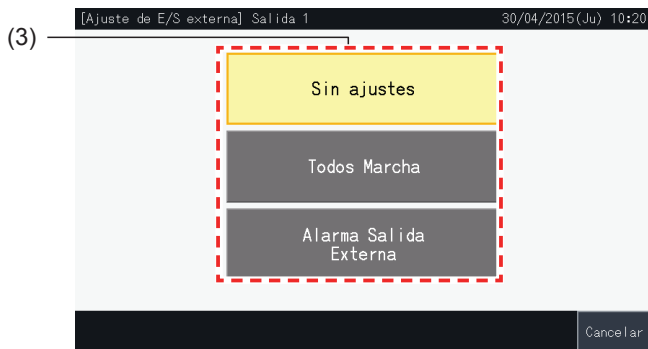 [Ajuste de E/S externa] Salida 1 30/04/2015(Ju) 10:20
(3)
Sin ajustes
Todos Marcha
Alarma Salida
Externa
Cancelar